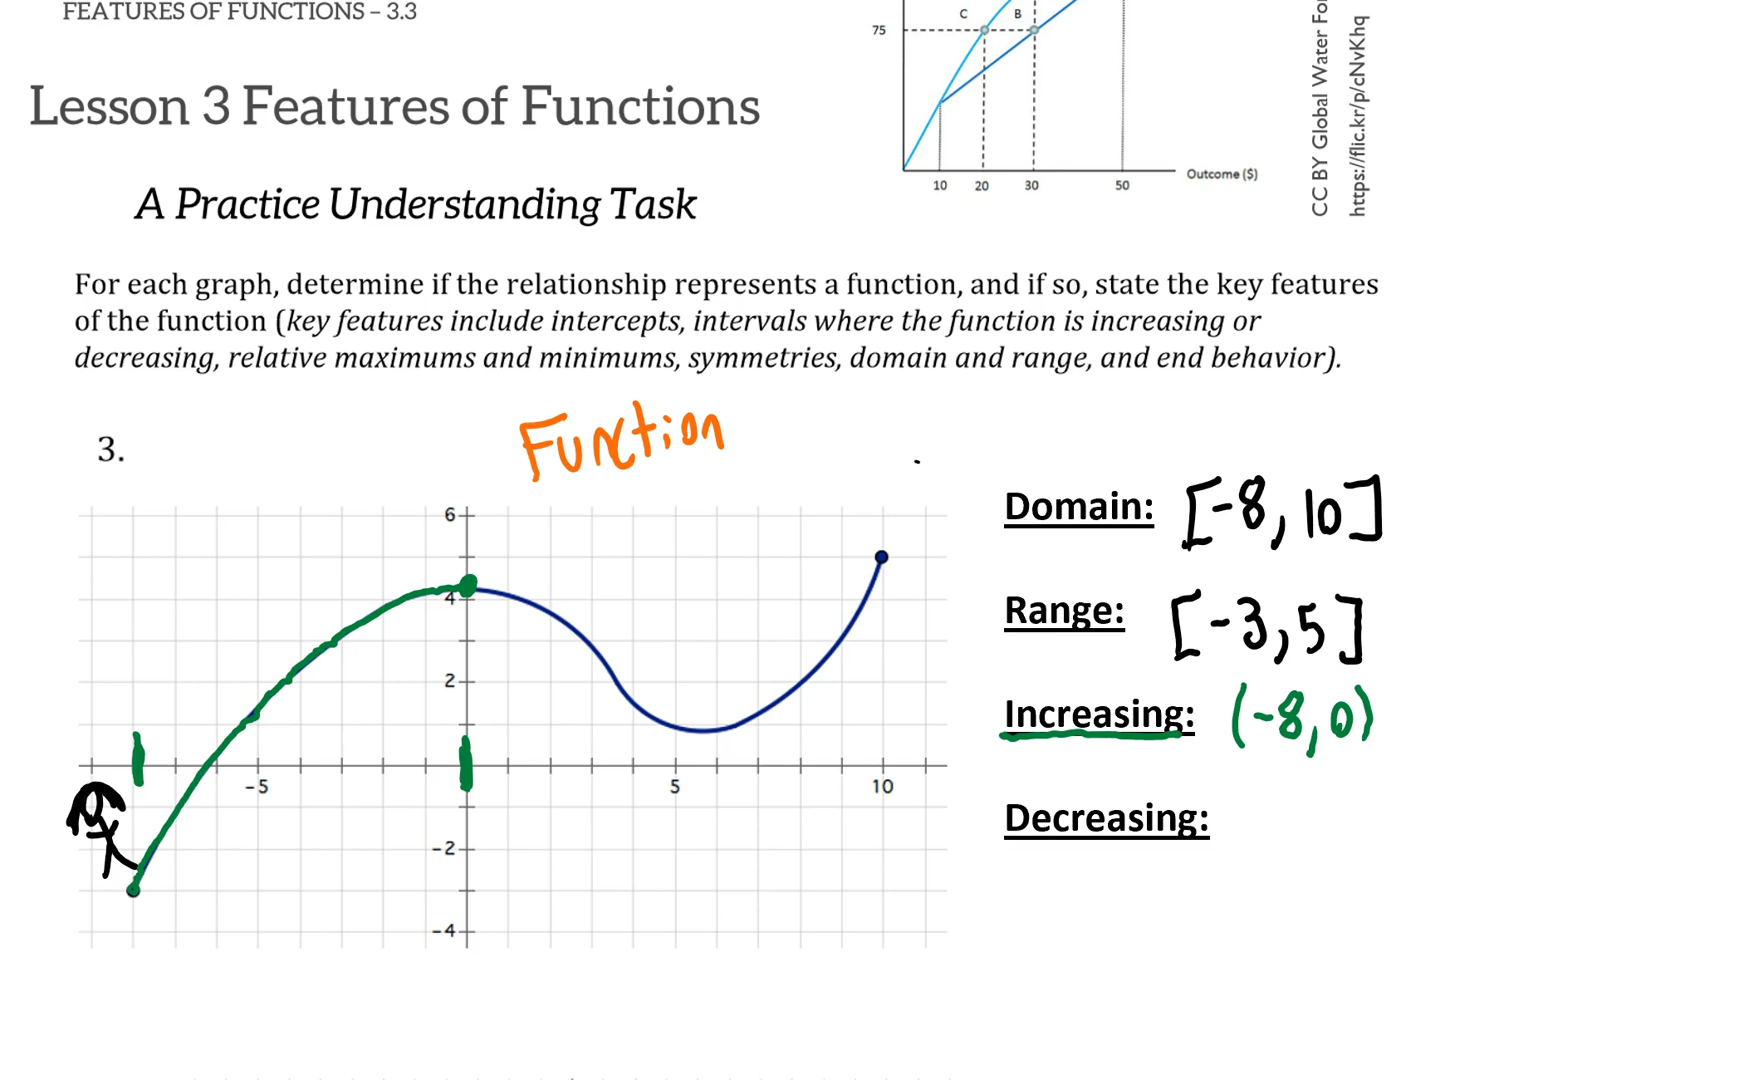 FEATURES OF FUNCTIONS – 3.3
C B
75
10 20 30 50
Outcome ($)
CC BY Global Water For
https://flic.kr/p/cNvKhq
Lesson 3 Features of Functions
A Practice Understanding Task
For each graph, determine if the relationship represents a function, and if so, state the key features
of the function (key features include intercepts, intervals where the function is increasing or
decreasing, relative maximums and minimums, symmetries, domain and range, and end behavior).
3.
Function
6
4
2
-5 5 10
-2
-4
Domain: [-8, 10]
Range: [-3, 5]
Increasing: (-8, 0)
Decreasing: